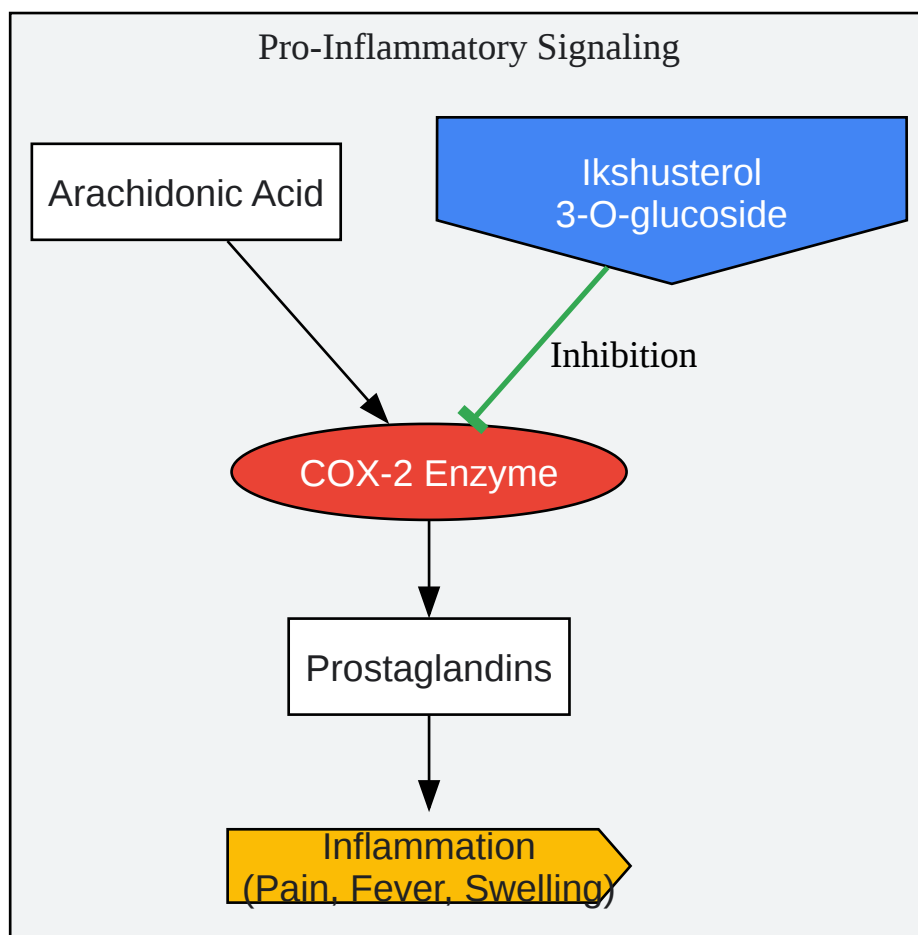 Pro-Inflammatory Signaling
Arachidonic Acid
Ikshusterol
3-O-glucoside
Inhibition
COX-2 Enzyme
Prostaglandins
Inflammation
(Pain, Fever, Swelling)